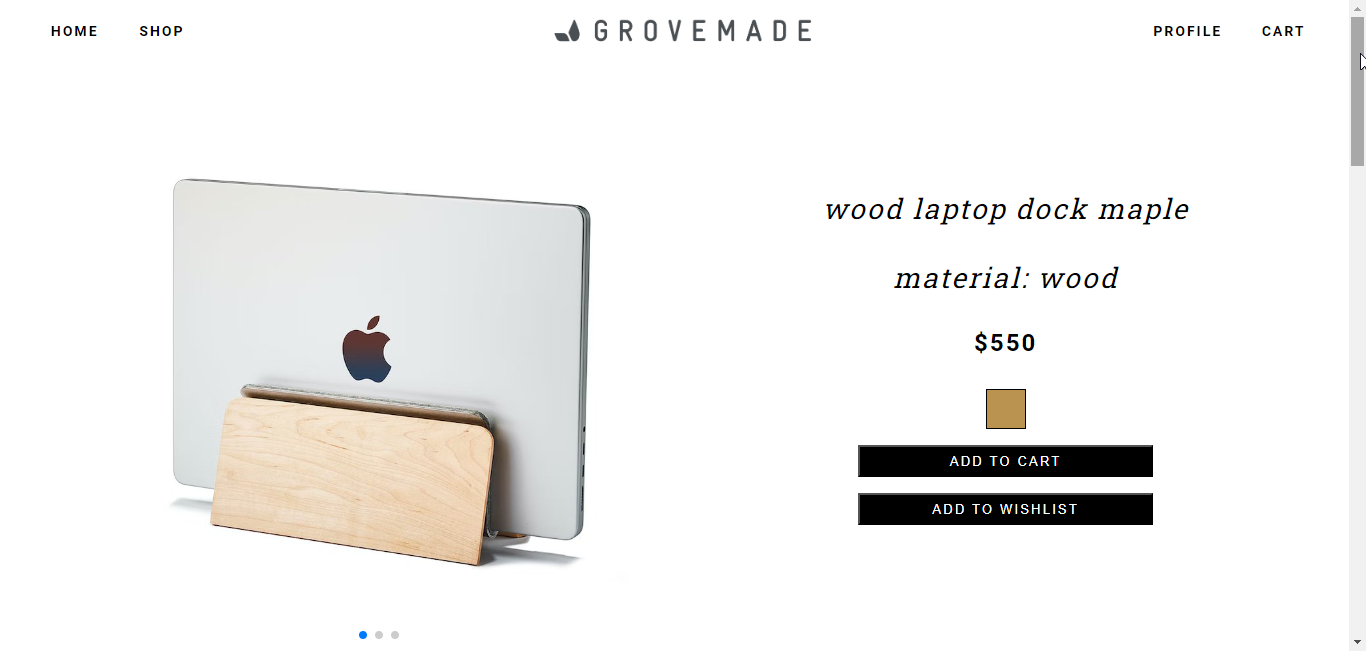 HOME SHOP GROVEMADE PROFILE CART
wood laptop dock maple
material: wood
$550
ADD TO CART
ADD TO WISHLIST